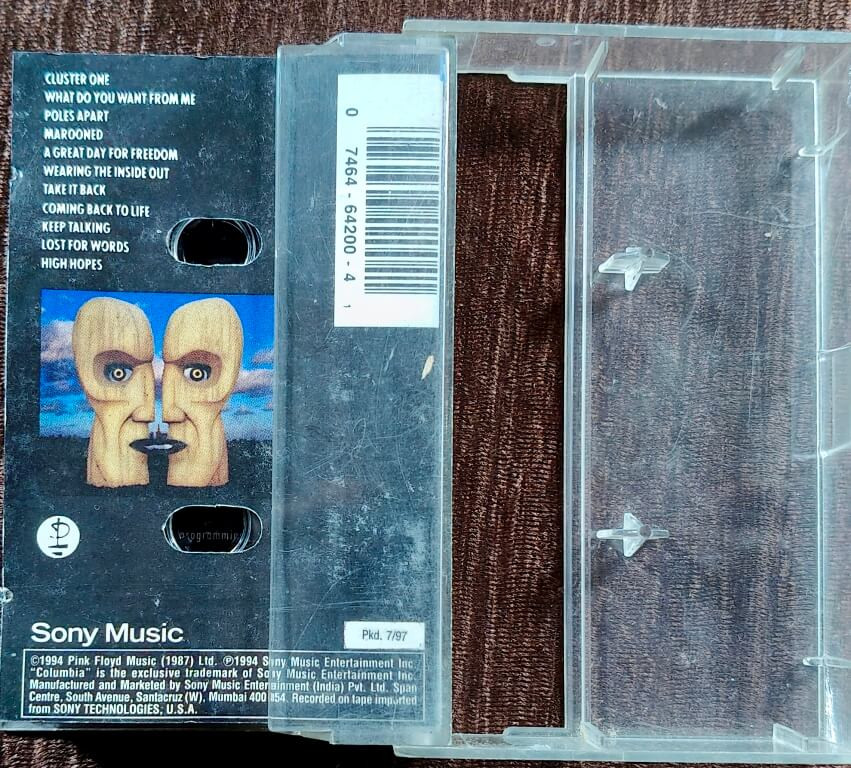 CLUSTER ONE
WHAT DO YOU WANT FROM ME
POLES APART
MAROONED
A GREAT DAY FOR FREEDOM
WEARING THE INSIDE OUT
TAKE IT BACK
COMING BACK TO LIFE
KEEP TALKING
LOST FOR WORDS
HIGH HOPES
0 7464-64200-4 1
programmin
Sony Music
Pkd. 7/97
©1994 Pink Floyd Music (1987) Ltd. ℗1994 Sony Music Entertainment Inc.
"Columbia" is the exclusive trademark of Sony Music Entertainment Inc.
Manufactured and Marketed by Sony Music Entertainment (India) Pvt. Ltd. Span
Centre, South Avenue, Santacruz (W), Mumbai 400 054. Recorded on tape imported
from SONY TECHNOLOGIES, U.S.A.